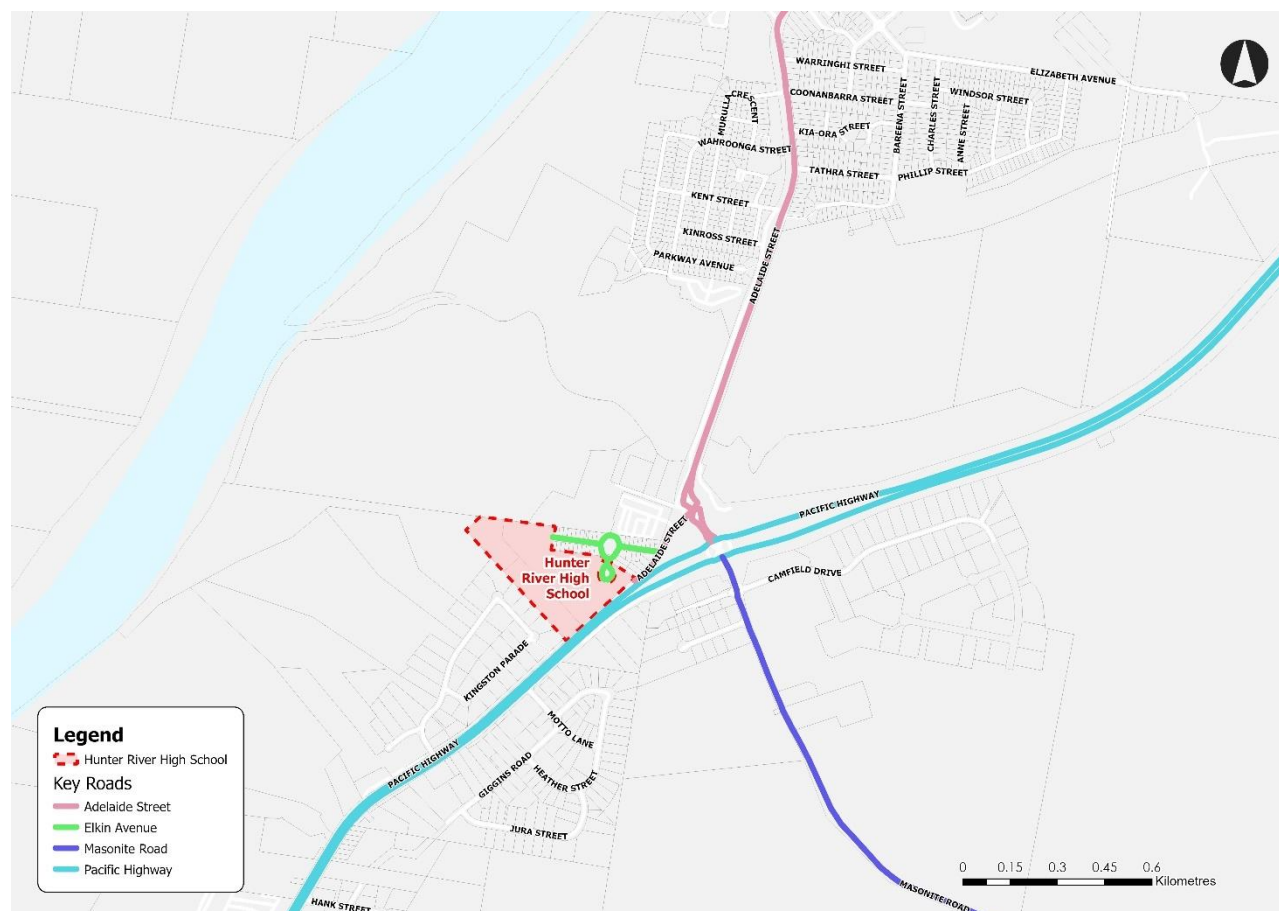 WARRINGHI STREET
ELIZABETH AVENUE
COONANBARRA STREET
WINDSOR STREET
MURULLA
CRESCENT
KIA-ORA STREET
BAREENA STREET
CHARLES STREET
ANNE STREET
WAHROONGA STREET
TATHRA STREET
PHILLIP STREET
KENT STREET
KINROSS STREET
PARKWAY AVENUE
ADELAIDE STREET
PACIFIC HIGHWAY
ADELAIDE STREET
Hunter
River High
School
CAMFIELD DRIVE
KINGSTON PARADE
MOTTO LANE
PACIFIC HIGHWAY
GIGGINS ROAD
HEATHER STREET
JURA STREET
HANK STREET
MASONITE ROAD
Legend
Hunter River High School
Key Roads
Adelaide Street
Elkin Avenue
Masonite Road
Pacific Highway
0 0.15 0.3 0.45 0.6
Kilometres